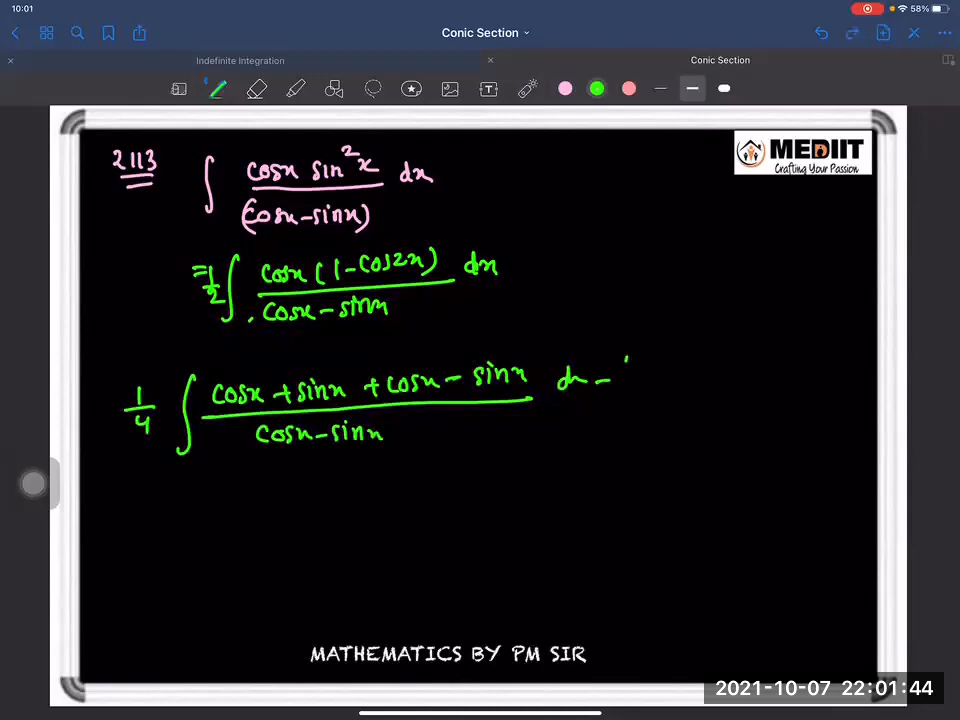 10:01
58%
Conic Section
Indefinite Integration
Conic Section
MEDIIT
Crafting Your Passion
2113 ∫ cosx sin²x / (cosx - sinx) dx
= 1/2 ∫ cosx (1 - cos2x) / cosx - sinx dx
1/4 ∫ cosx + sinx + cosx - sinx / cosx - sinx dx -
MATHEMATICS BY PM SIR
2021-10-07 22:01:44